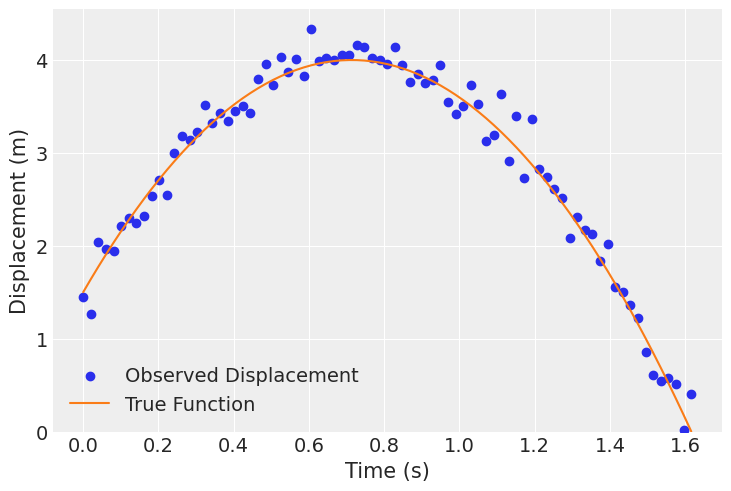 4
3
2
1
0
Displacement (m)
Observed Displacement
True Function
0.0 0.2 0.4 0.6 0.8 1.0 1.2 1.4 1.6
Time (s)